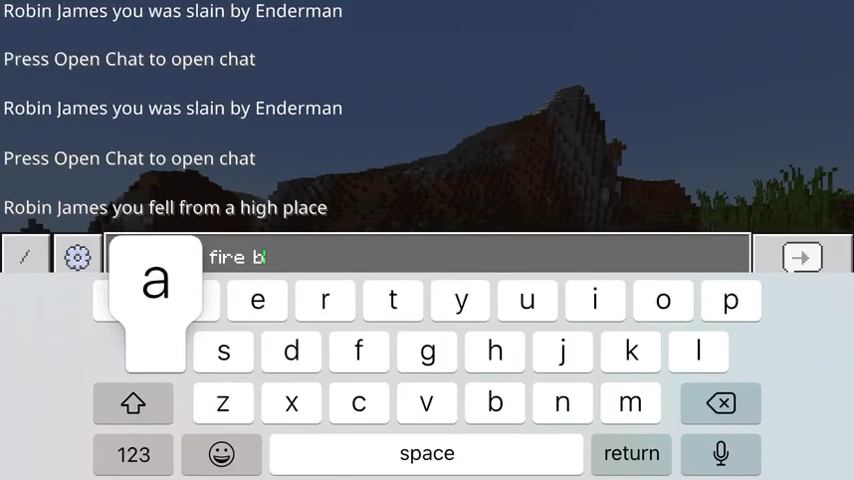 Robin James you was slain by Enderman
Press Open Chat to open chat
Robin James you was slain by Enderman
Press Open Chat to open chat
Robin James you fell from a high place
/ fire b
a
e r t y u i o p
s d f g h j k l
z x c v b n m
123 space return